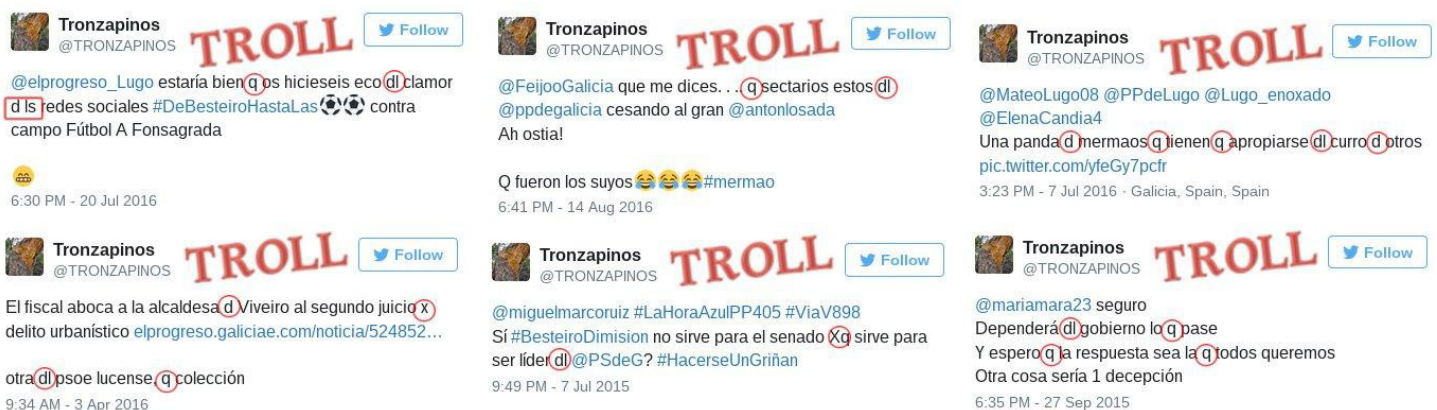 Tronzapinos
@TRONZAPINOS
TROLL
Follow
@elprogreso_Lugo estaría bien q os hicieseis eco dl clamor
d ls redes sociales #DeBesteiroHastaLas⚽⚽ contra
campo Fútbol A Fonsagrada
😁
6:30 PM - 20 Jul 2016
Tronzapinos
@TRONZAPINOS
TROLL
Follow
@FeijooGalicia que me dices. . . q sectarios estos dl
@ppdegalicia cesando al gran @antonlosada
Ah ostia!
Q fueron los suyos😂😂😂#mermao
6:41 PM - 14 Aug 2016
Tronzapinos
@TRONZAPINOS
TROLL
Follow
@MateoLugo08 @PPdeLugo @Lugo_enoxado
@ElenaCandia4
Una panda d mermaos q tienen q apropiarse dl curro d otros
pic.twitter.com/yfeGy7pcfr
3:23 PM - 7 Jul 2016 · Galicia, Spain, Spain
Tronzapinos
@TRONZAPINOS
TROLL
Follow
El fiscal aboca a la alcaldesa d Viveiro al segundo juicio x
delito urbanístico elprogreso.galiciae.com/noticia/524852…
otra dl psoe lucense, q colección
9:34 AM - 3 Apr 2016
Tronzapinos
@TRONZAPINOS
TROLL
Follow
@miguelmarcoruiz #LaHoraAzulPP405 #ViaV898
Sí #BesteiroDimision no sirve para el senado Xq sirve para
ser líder dl @PSdeG? #HacerseUnGriñan
9:49 PM - 7 Jul 2015
Tronzapinos
@TRONZAPINOS
TROLL
Follow
@mariamara23 seguro
Dependerá dl gobierno lo q pase
Y espero q la respuesta sea la q todos queremos
Otra cosa sería 1 decepción
6:35 PM - 27 Sep 2015